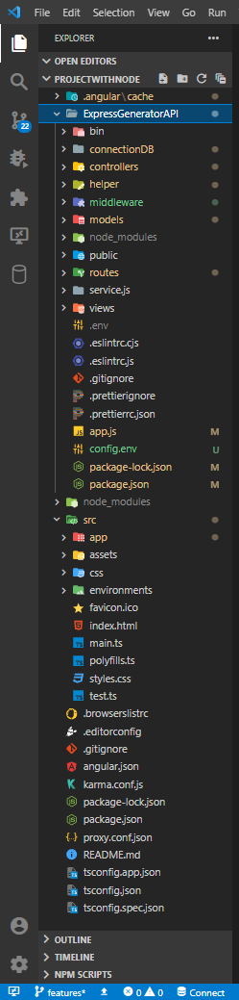 File Edit Selection View Go Run
EXPLORER
OPEN EDITORS
PROJECTWITHNODE
.angular\cache
ExpressGeneratorAPI
bin
connectionDB
controllers
helper
middleware
models
node_modules
public
routes
service.js
views
.env
.eslintrc.cjs
.eslintrc.js
.gitignore
.prettierignore
.prettierrc.json
app.js M
config.env U
package-lock.json M
package.json M
node_modules
src
app
assets
css
environments
favicon.ico
index.html
main.ts
polyfills.ts
styles.css
test.ts
.browserslistrc
.editorconfig
.gitignore
angular.json
karma.conf.js
package-lock.json
package.json
proxy.conf.json
README.md
tsconfig.app.json
tsconfig.json
tsconfig.spec.json
OUTLINE
TIMELINE
NPM SCRIPTS
22
features* 0 0 Connect